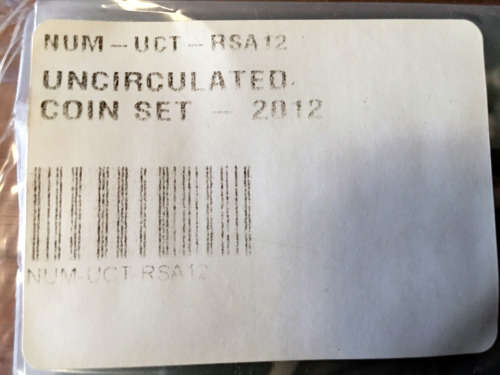 NUM-UCT-RSA12
UNCIRCULATED
COIN SET - 2012
NUM-UCT-RSA12